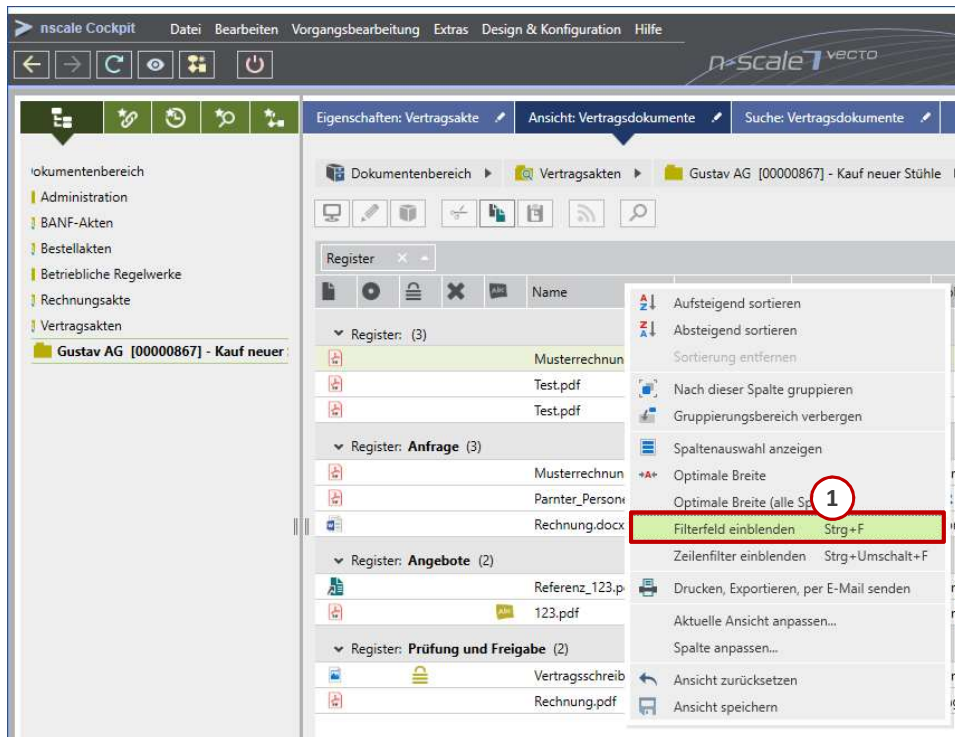 nscale Cockpit Datei Bearbeiten Vorgangsbearbeitung Extras Design & Konfiguration Hilfe
n-scale7 vecto
Eigenschaften: Vertragsakte Ansicht: Vertragsdokumente Suche: Vertragsdokumente
okumentenbereich
Administration
BANF-Akten
Bestellakten
Betriebliche Regelwerke
Rechnungsakte
Vertragsakten
Gustav AG [00000867] - Kauf neuer
Dokumentenbereich Vertragsakten Gustav AG [00000867] - Kauf neuer Stühle
Register
Abc Name
Register: (3)
Musterrechnun
Test.pdf
Test.pdf
Register: Anfrage (3)
Musterrechnun
Parnter_Persone
Rechnung.docx
Register: Angebote (2)
Referenz_123.p
123.pdf
Register: Prüfung und Freigabe (2)
Vertragsschreib
Rechnung.pdf
Aufsteigend sortieren
Absteigend sortieren
Sortierung entfernen
Nach dieser Spalte gruppieren
Gruppierungsbereich verbergen
Spaltenauswahl anzeigen
Optimale Breite
Optimale Breite (alle Sp
1
Filterfeld einblenden Strg+F
Zeilenfilter einblenden Strg+Umschalt+F
Drucken, Exportieren, per E-Mail senden
Aktuelle Ansicht anpassen...
Spalte anpassen...
Ansicht zurücksetzen
Ansicht speichern